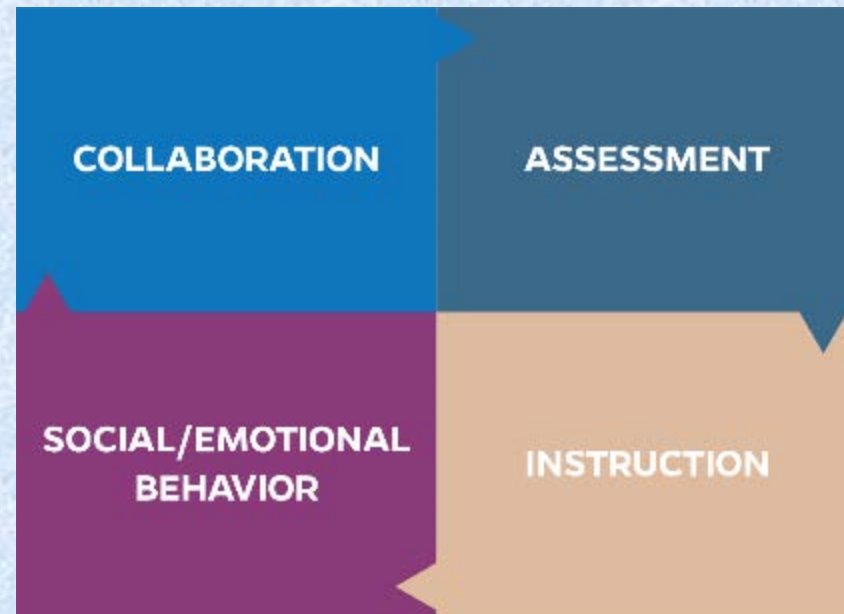 COLLABORATION
ASSESSMENT
SOCIAL/EMOTIONAL
BEHAVIOR
INSTRUCTION